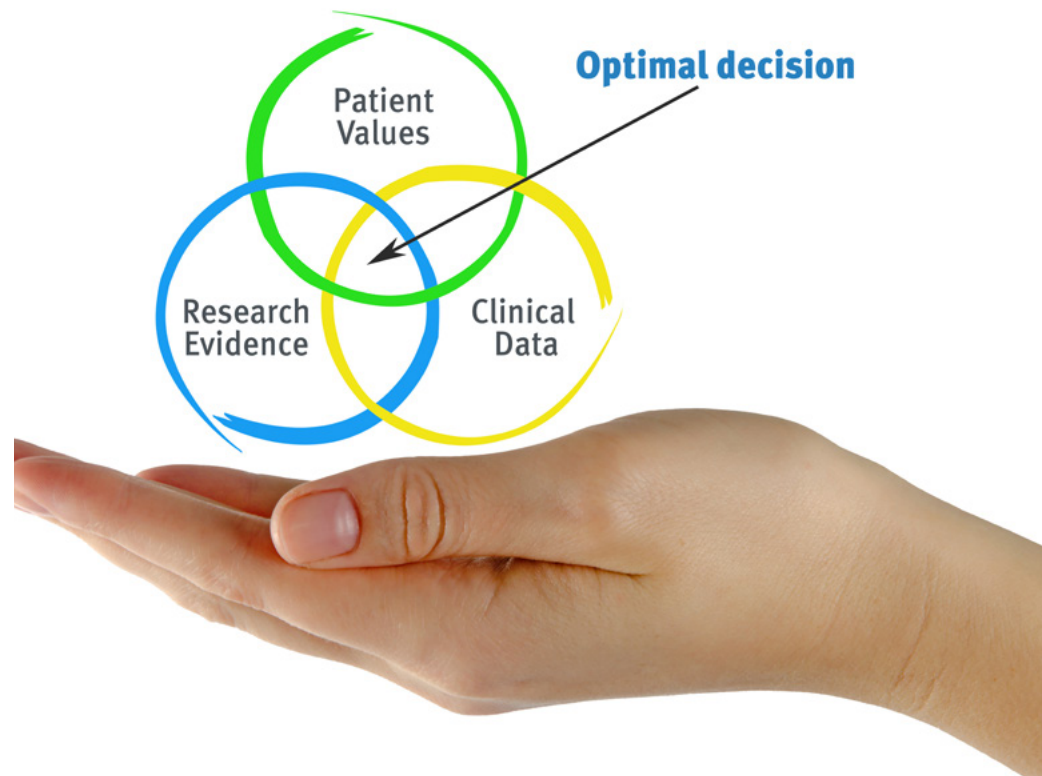 Optimal decision
Patient
Values
Research
Evidence
Clinical
Data